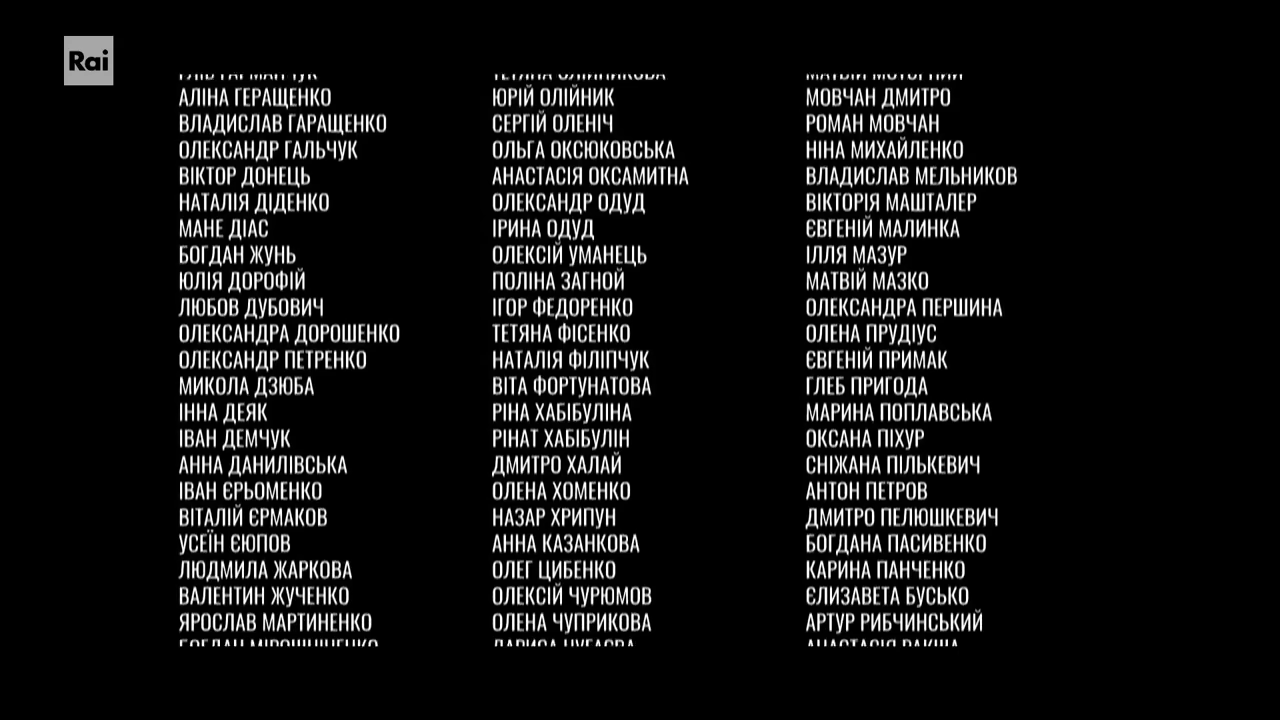 Rai
АЛІНА ГЕРАЩЕНКО
ВЛАДИСЛАВ ГАРАЩЕНКО
ОЛЕКСАНДР ГАЛЬЧУК
ВІКТОР ДОНЕЦЬ
НАТАЛІЯ ДІДЕНКО
МАНЕ ДІАС
БОГДАН ЖУНЬ
ЮЛІЯ ДОРОФІЙ
ЛЮБОВ ДУБОВИЧ
ОЛЕКСАНДРА ДОРОШЕНКО
ОЛЕКСАНДР ПЕТРЕНКО
МИКОЛА ДЗЮБА
ІННА ДЕЯК
ІВАН ДЕМЧУК
АННА ДАНИЛІВСЬКА
ІВАН ЄРЬОМЕНКО
ВІТАЛІЙ ЄРМАКОВ
УСЕЇН ЄЮПОВ
ЛЮДМИЛА ЖАРКОВА
ВАЛЕНТИН ЖУЧЕНКО
ЯРОСЛАВ МАРТИНЕНКО
ЮРІЙ ОЛІЙНИК
СЕРГІЙ ОЛЕНІЧ
ОЛЬГА ОКСЮКОВСЬКА
АНАСТАСІЯ ОКСАМИТНА
ОЛЕКСАНДР ОДУД
ІРИНА ОДУД
ОЛЕКСІЙ УМАНЕЦЬ
ПОЛІНА ЗАГНОЙ
ІГОР ФЕДОРЕНКО
ТЕТЯНА ФІСЕНКО
НАТАЛІЯ ФІЛІПЧУК
ВІТА ФОРТУНАТОВА
РІНА ХАБІБУЛІНА
РІНАТ ХАБІБУЛІН
ДМИТРО ХАЛАЙ
ОЛЕНА ХОМЕНКО
НАЗАР ХРИПУН
АННА КАЗАНКОВА
ОЛЕГ ЦИБЕНКО
ОЛЕКСІЙ ЧУРЮМОВ
ОЛЕНА ЧУПРИКОВА
МОВЧАН ДМИТРО
РОМАН МОВЧАН
НІНА МИХАЙЛЕНКО
ВЛАДИСЛАВ МЕЛЬНИКОВ
ВІКТОРІЯ МАШТАЛЕР
ЄВГЕНІЙ МАЛИНКА
ІЛЛЯ МАЗУР
МАТВІЙ МАЗКО
ОЛЕКСАНДРА ПЕРШИНА
ОЛЕНА ПРУДІУС
ЄВГЕНІЙ ПРИМАК
ГЛЕБ ПРИГОДА
МАРИНА ПОПЛАВСЬКА
ОКСАНА ПІХУР
СНІЖАНА ПІЛЬКЕВИЧ
АНТОН ПЕТРОВ
ДМИТРО ПЕЛЮШКЕВИЧ
БОГДАНА ПАСИВЕНКО
КАРИНА ПАНЧЕНКО
ЄЛИЗАВЕТА БУСЬКО
АРТУР РИБЧИНСЬКИЙ